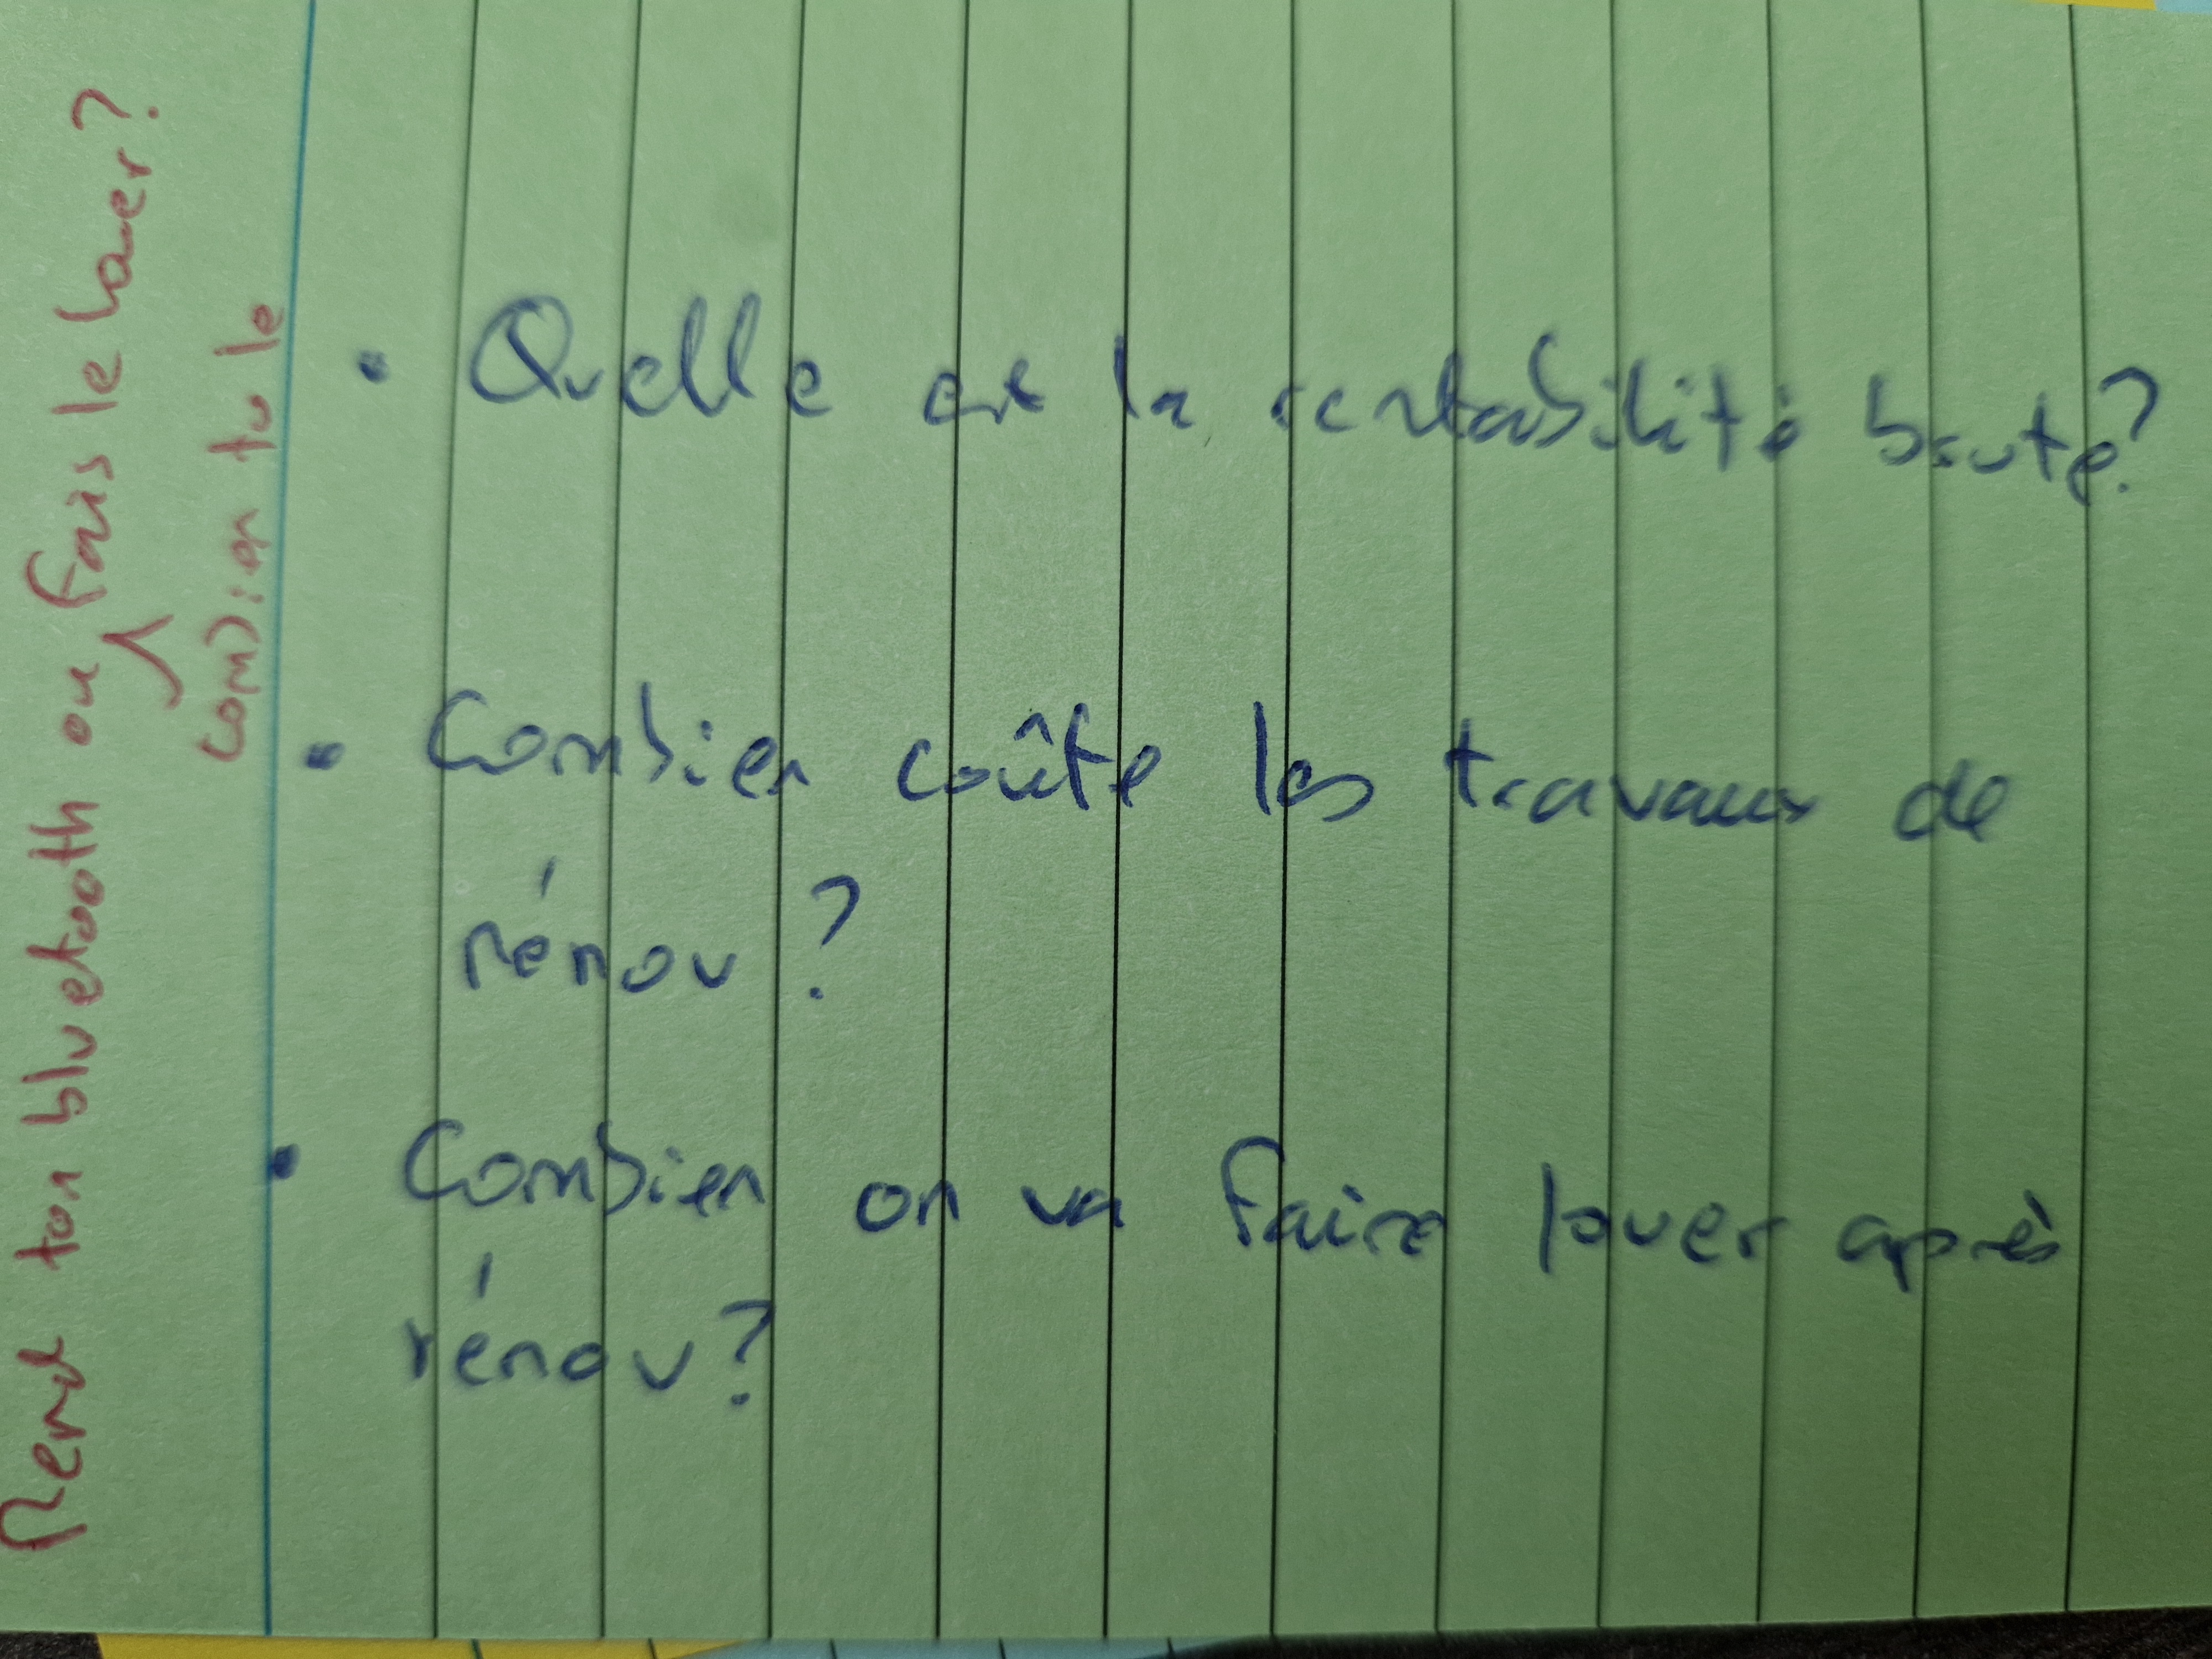 • Quelle est la rentabilité brute?
• Combien coûte les travaux de
rénov?
• Combien on va faire louer après
rénov?
Prend ton bluetooth ou fais le louer?
combien tu le